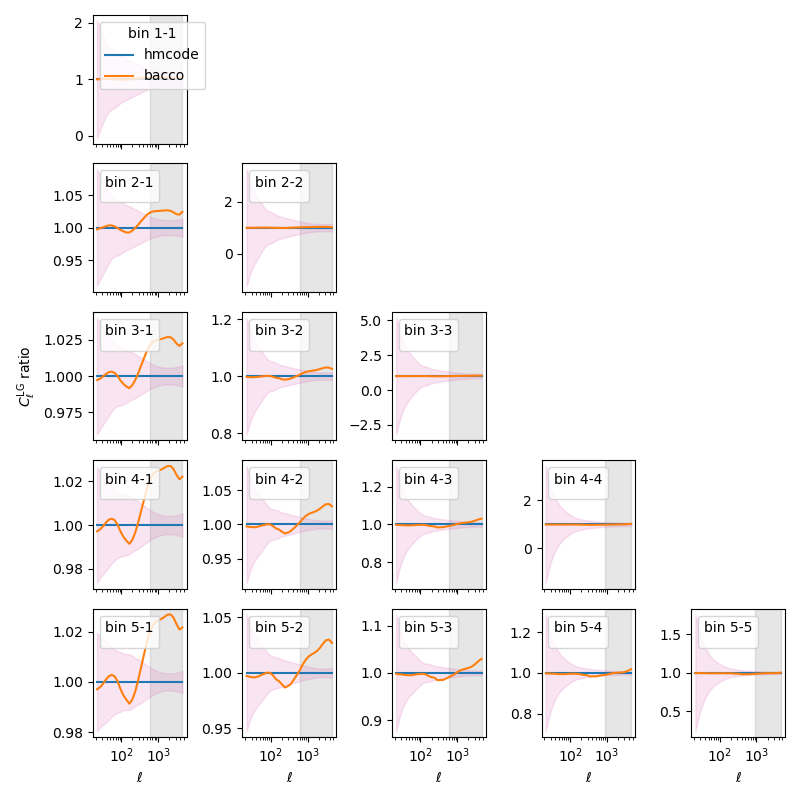 bin 1-1
hmcode
bacco
2
1
0
bin 2-1
1.05
1.00
0.95
bin 2-2
2
0
bin 3-1
1.025
1.000
0.975
C_ℓ^LG ratio
bin 3-2
1.2
1.0
0.8
bin 3-3
5.0
2.5
0.0
−2.5
bin 4-1
1.02
1.00
0.98
bin 4-2
1.05
1.00
0.95
bin 4-3
1.2
1.0
0.8
bin 4-4
2
0
bin 5-1
1.02
1.00
0.98
10² 10³
ℓ
bin 5-2
1.05
1.00
0.95
10² 10³
ℓ
bin 5-3
1.1
1.0
0.9
10² 10³
ℓ
bin 5-4
1.2
1.0
0.8
10² 10³
ℓ
bin 5-5
1.5
1.0
0.5
10² 10³
ℓ